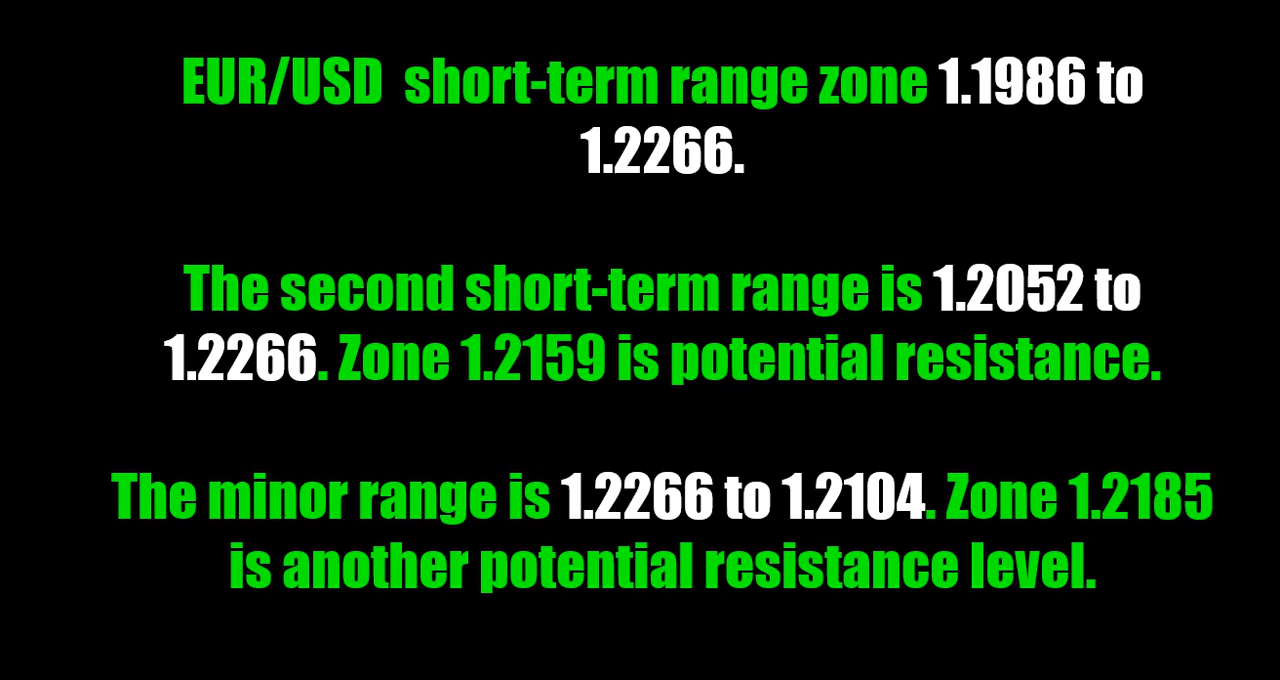 EUR/USD  short-term range zone 1.1986 to
1.2266.
The second short-term range is 1.2052 to
1.2266. Zone 1.2159 is potential resistance.
The minor range is 1.2266 to 1.2104. Zone 1.2185
is another potential resistance level.